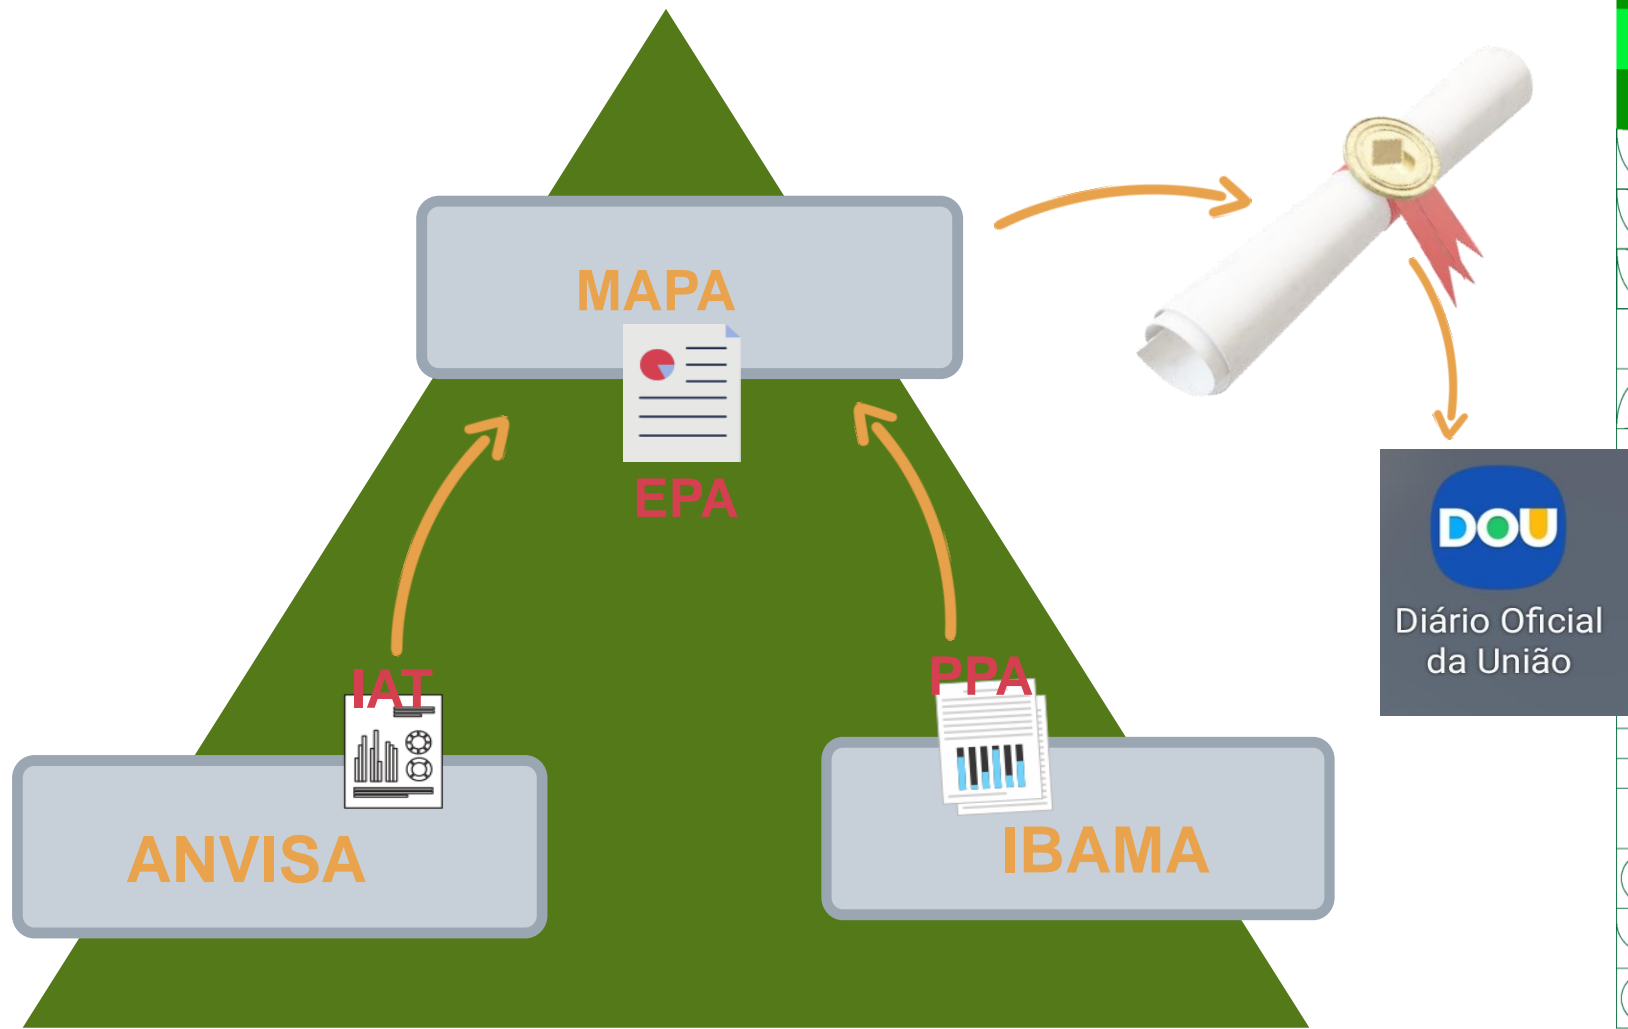 MAPA
EPA
IAT
PPA
ANVISA
IBAMA
DOU
Diário Oficial
da União